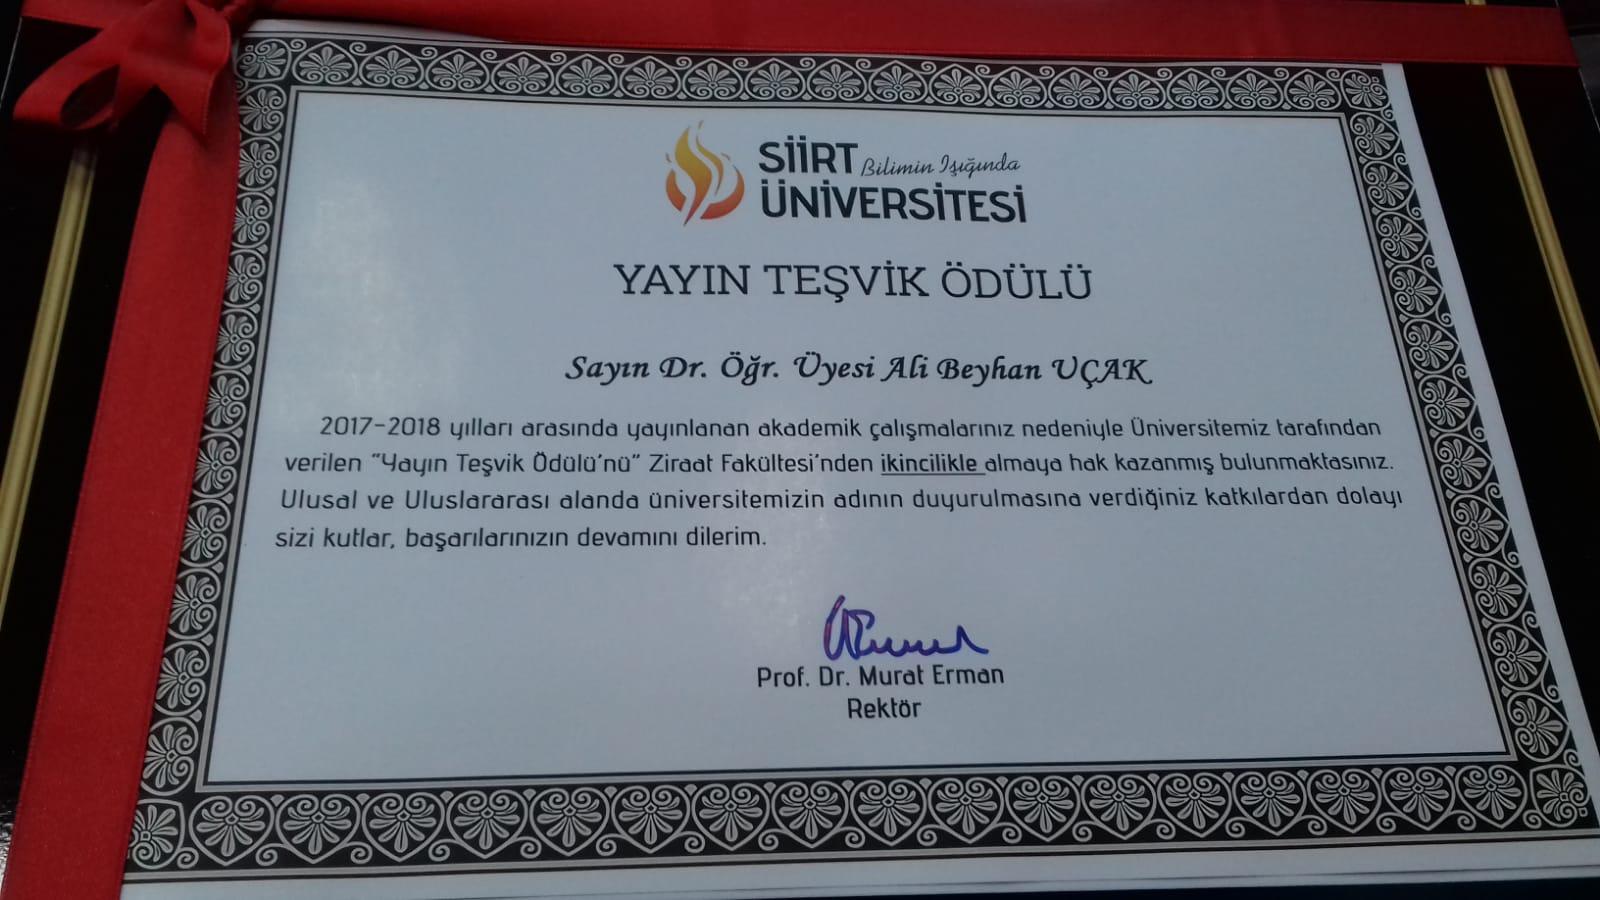 SİİRT Bilimin Işığında
ÜNİVERSİTESİ
YAYIN TEŞVİK ÖDÜLÜ
Sayın Dr. Öğr. Üyesi Ali Beyhan UÇAK
2017-2018 yılları arasında yayınlanan akademik çalışmalarınız nedeniyle Üniversitemiz tarafından
verilen "Yayın Teşvik Ödülü'nü" Ziraat Fakültesi'nden ikincilikle almaya hak kazanmış bulunmaktasınız.
Ulusal ve Uluslararası alanda üniversitemizin adının duyurulmasına verdiğiniz katkılardan dolayı
sizi kutlar, başarılarınızın devamını dilerim.
Prof. Dr. Murat Erman
Rektör